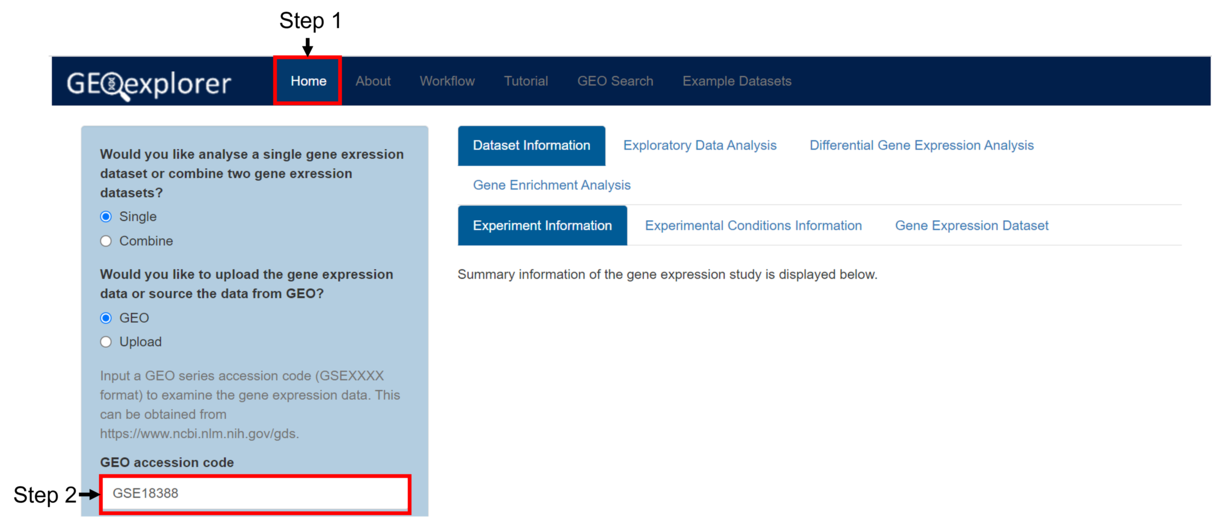 Step 1
GEOexplorer Home About Workflow Tutorial GEO Search Example Datasets
Would you like analyse a single gene exression
dataset or combine two gene exression
datasets?
Single
Combine
Would you like to upload the gene expression
data or source the data from GEO?
GEO
Upload
Input a GEO series accession code (GSEXXXX
format) to examine the gene expression data. This
can be obtained from
https://www.ncbi.nlm.nih.gov/gds.
GEO accession code
Step 2 GSE18388
Dataset Information Exploratory Data Analysis Differential Gene Expression Analysis
Gene Enrichment Analysis
Experiment Information Experimental Conditions Information Gene Expression Dataset
Summary information of the gene expression study is displayed below.